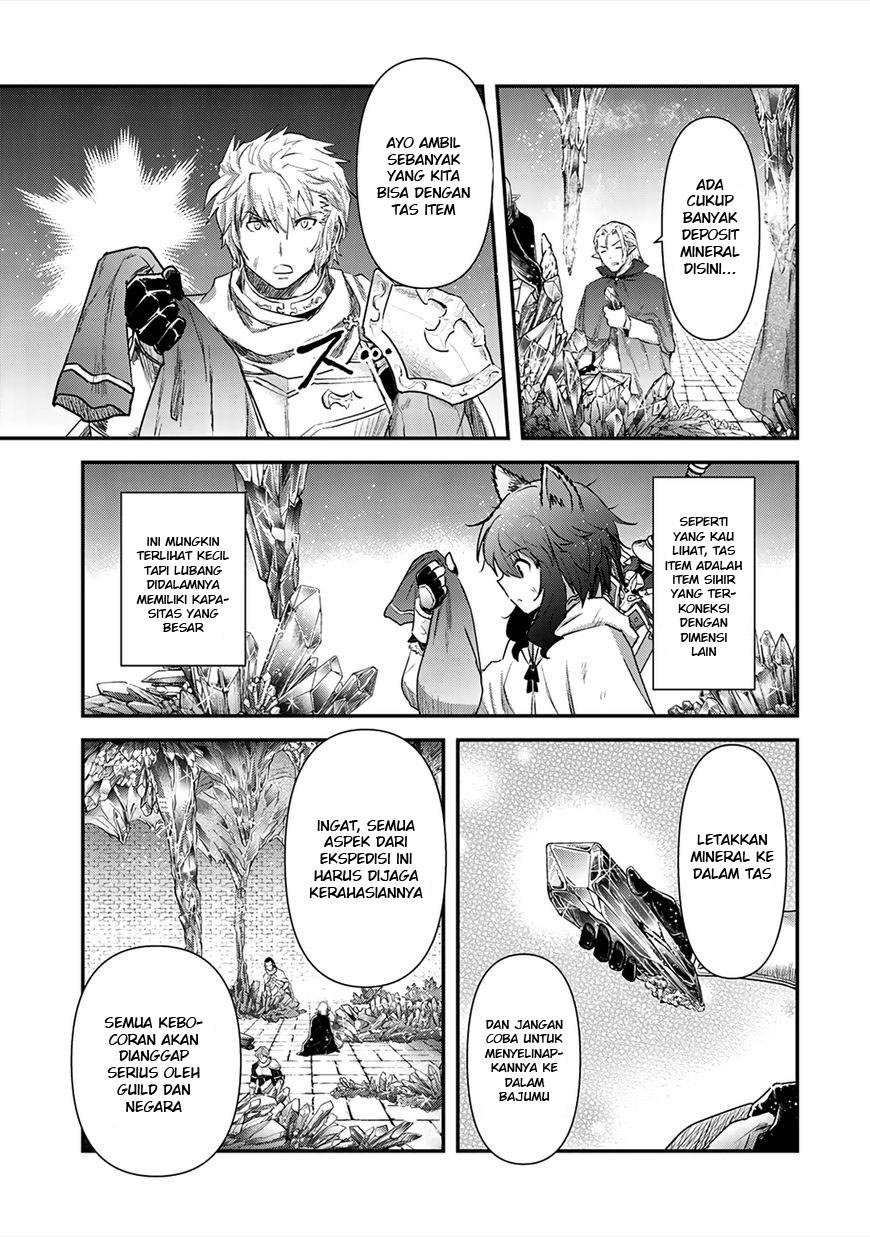 ADA
CUKUP
BANYAK
DEPOSIT
MINERAL
DISINI...
AYO AMBIL
SEBANYAK
YANG KITA
BISA DENGAN
TAS ITEM
SEPERTI
YANG KAU
LIHAT, TAS
ITEM ADALAH
ITEM SIHIR
YANG TER-
KONEKSI
DENGAN
DIMENSI
LAIN
INI MUNGKIN
TERLIHAT KECIL
TAPI LUBANG
DIDALAMNYA
MEMILIKI KAPA-
SITAS YANG
BESAR
LETAKKAN
MINERAL KE
DALAM TAS
DAN JANGAN
COBA UNTUK
MENYELINAP-
KANNYA KE
DALAM
BAJUMU
INGAT, SEMUA
ASPEK DARI
EKSPEDISI INI
HARUS DIJAGA
KERAHASIANNYA
SEMUA KEBO-
CORAN AKAN
DIANGGAP
SERIUS OLEH
GUILD DAN
NEGARA